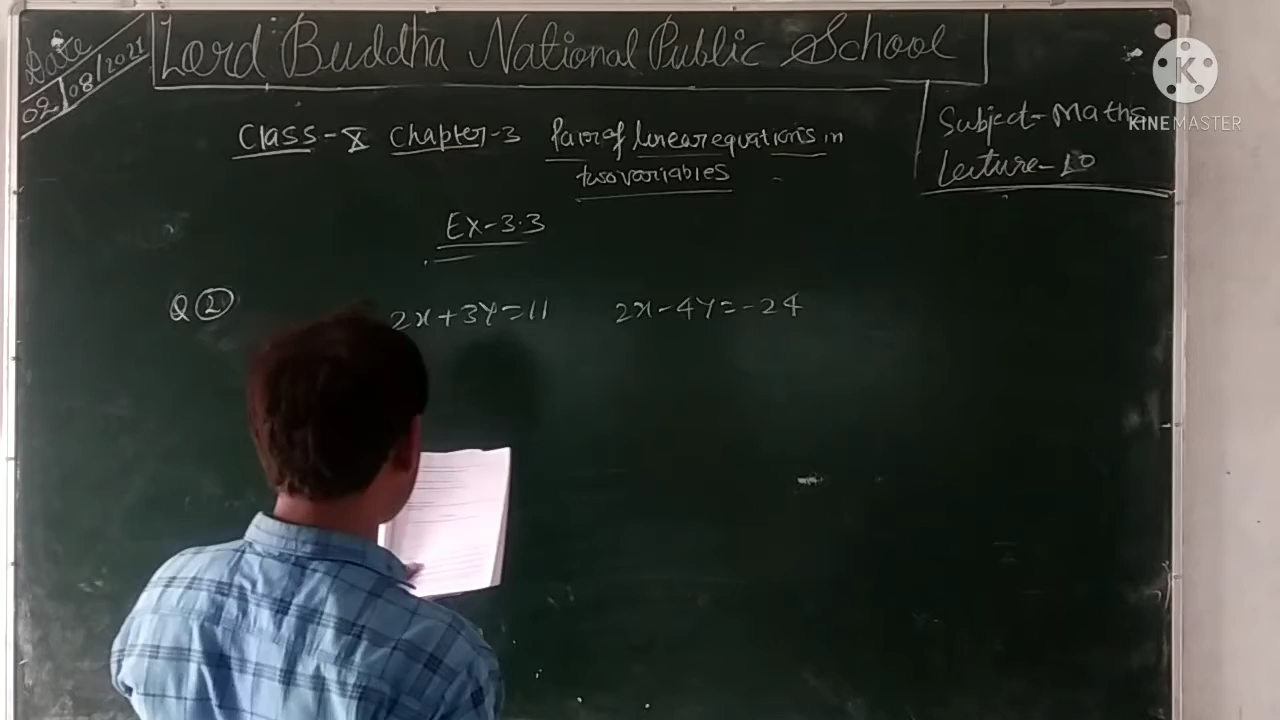 Date
02/08/2021
Lord Buddha National Public School
Class-X Chapter-3 Pair of linear equations in
two variables
Subject-Maths
Lecture-10
K
KINEMASTER
Ex-3.3
Q 2
2x+3y=11 2x-4y=-24